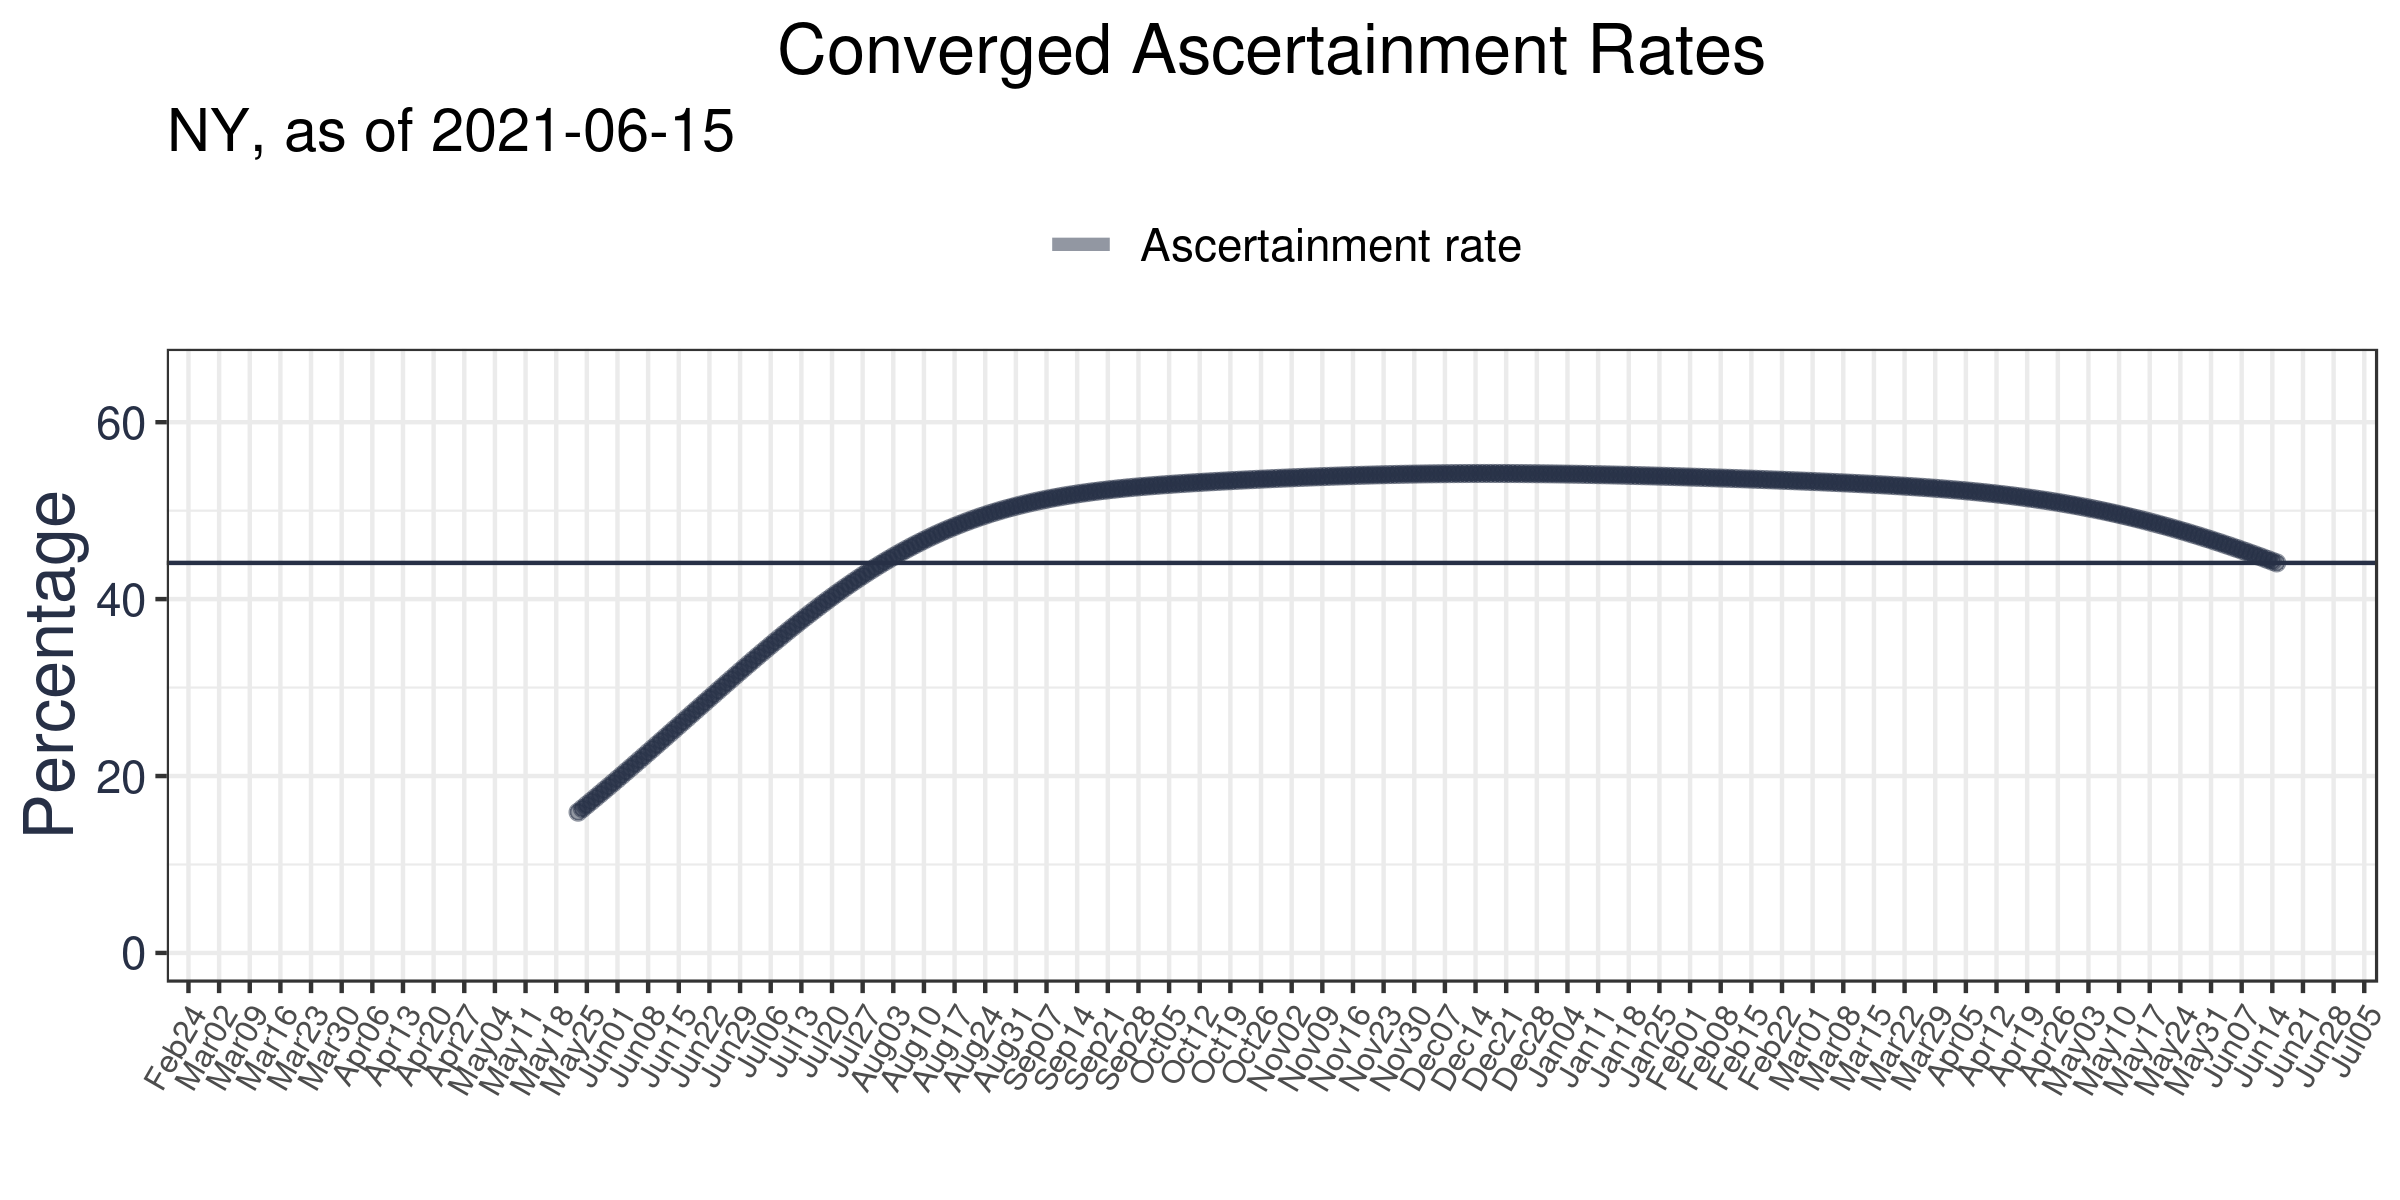 Converged Ascertainment Rates
NY, as of 2021-06-15
Ascertainment rate
Percentage
60
40
20
0
Feb24 Mar02 Mar09 Mar16 Mar23 Mar30 Apr06 Apr13 Apr20 Apr27 May04 May11 May18 May25 Jun01 Jun08 Jun15 Jun22 Jun29 Jul06 Jul13 Jul20 Jul27 Aug03 Aug10 Aug17 Aug24 Aug31 Sep07 Sep14 Sep21 Sep28 Oct05 Oct12 Oct19 Oct26 Nov02 Nov09 Nov16 Nov23 Nov30 Dec07 Dec14 Dec21 Dec28 Jan04 Jan11 Jan18 Jan25 Feb01 Feb08 Feb15 Feb22 Mar01 Mar08 Mar15 Mar22 Mar29 Apr05 Apr12 Apr19 Apr26 May03 May10 May17 May24 May31 Jun07 Jun14 Jun21 Jun28 Jul05